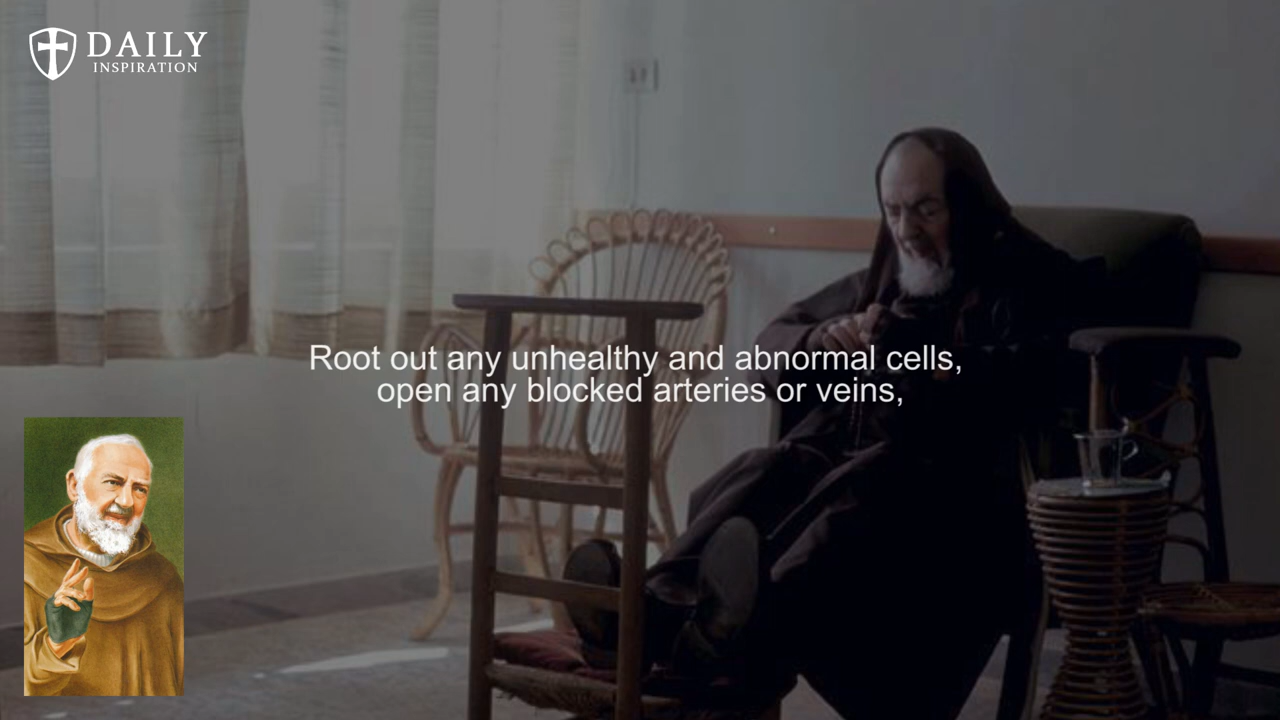 DAILY
INSPIRATION
Root out any unhealthy and abnormal cells,
open any blocked arteries or veins,